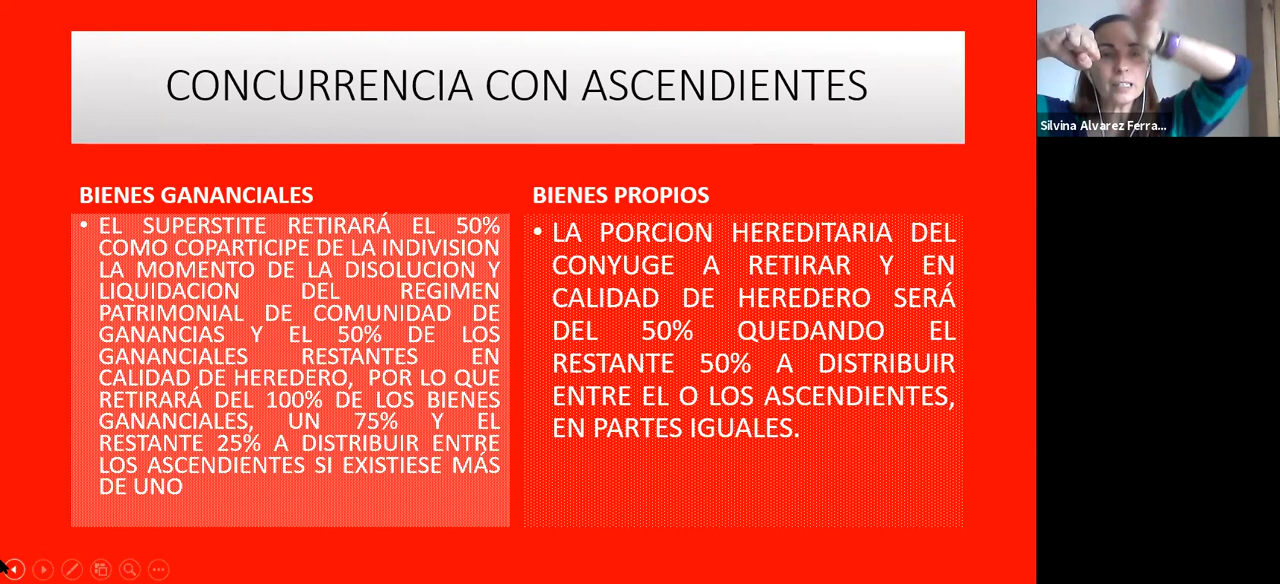 CONCURRENCIA CON ASCENDIENTES
BIENES GANANCIALES
• EL SUPERSTITE RETIRARÁ EL 50%
COMO COPARTICIPE DE LA INDIVISION
LA MOMENTO DE LA DISOLUCION Y
LIQUIDACION DEL REGIMEN
PATRIMONIAL DE COMUNIDAD DE
GANANCIAS Y EL 50% DE LOS
GANANCIALES RESTANTES EN
CALIDAD DE HEREDERO, POR LO QUE
RETIRARÁ DEL 100% DE LOS BIENES
GANANCIALES, UN 75% Y EL
RESTANTE 25% A DISTRIBUIR ENTRE
LOS ASCENDIENTES SI EXISTIESE MÁS
DE UNO
BIENES PROPIOS
• LA PORCION HEREDITARIA DEL
CONYUGE A RETIRAR Y EN
CALIDAD DE HEREDERO SERÁ
DEL 50% QUEDANDO EL
RESTANTE 50% A DISTRIBUIR
ENTRE EL O LOS ASCENDIENTES,
EN PARTES IGUALES.
Silvina Alvarez Ferra...